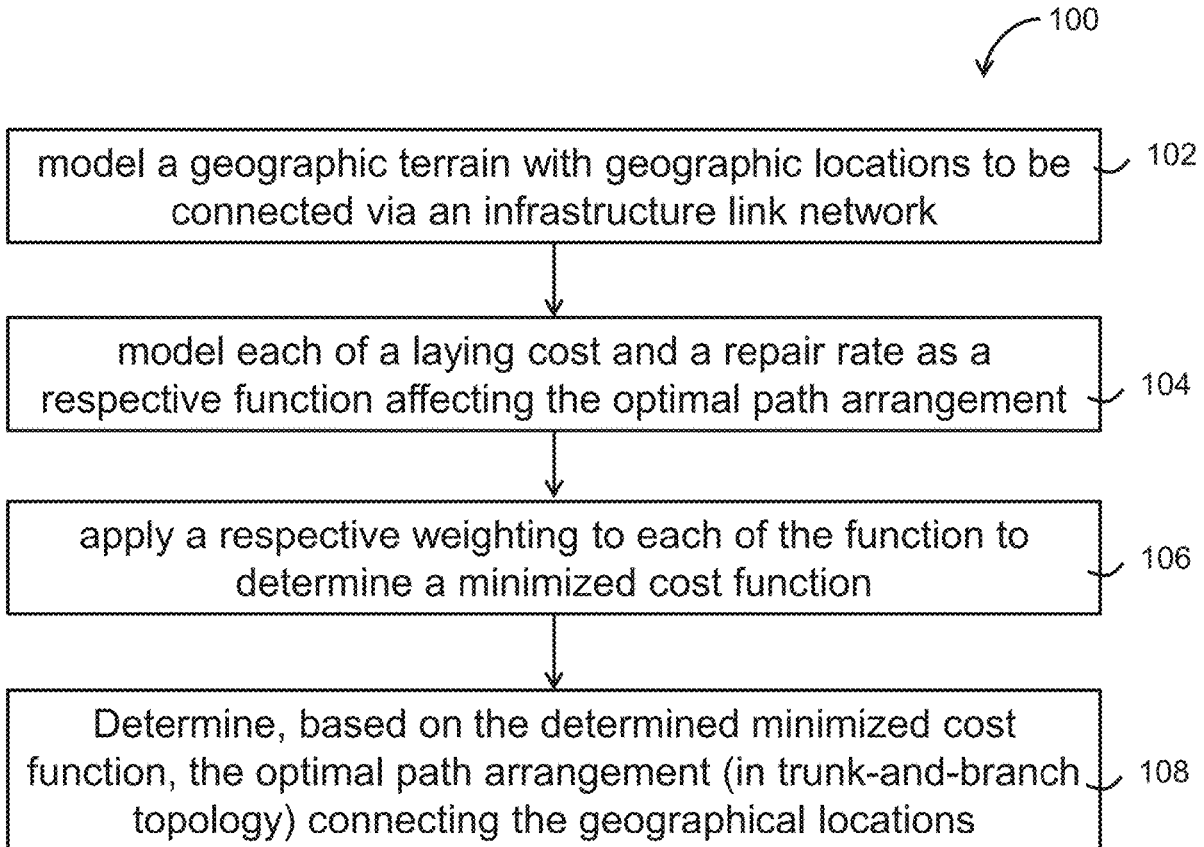 100
model a geographic terrain with geographic locations to be
connected via an infrastructure link network
102
model each of a laying cost and a repair rate as a
respective function affecting the optimal path arrangement
104
apply a respective weighting to each of the function to
determine a minimized cost function
106
Determine, based on the determined minimized cost
function, the optimal path arrangement (in trunk-and-branch
topology) connecting the geographical locations
108